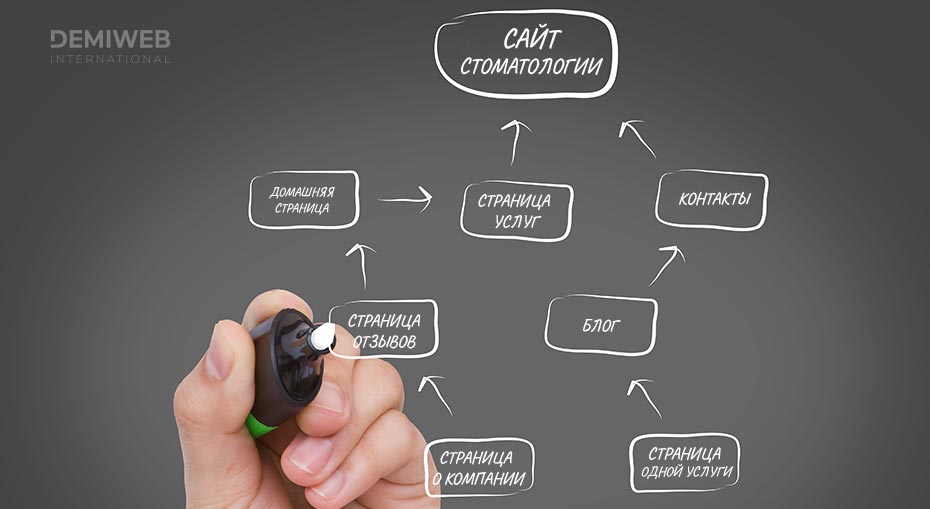 DEMIWEB
INTERNATIONAL
САЙТ
СТОМАТОЛОГИИ
ДОМАШНЯЯ
СТРАНИЦА
СТРАНИЦА
УСЛУГ
КОНТАКТЫ
СТРАНИЦА
ОТЗЫВОВ
БЛОГ
СТРАНИЦА
О КОМПАНИИ
СТРАНИЦА
ОДНОЙ УСЛУГИ